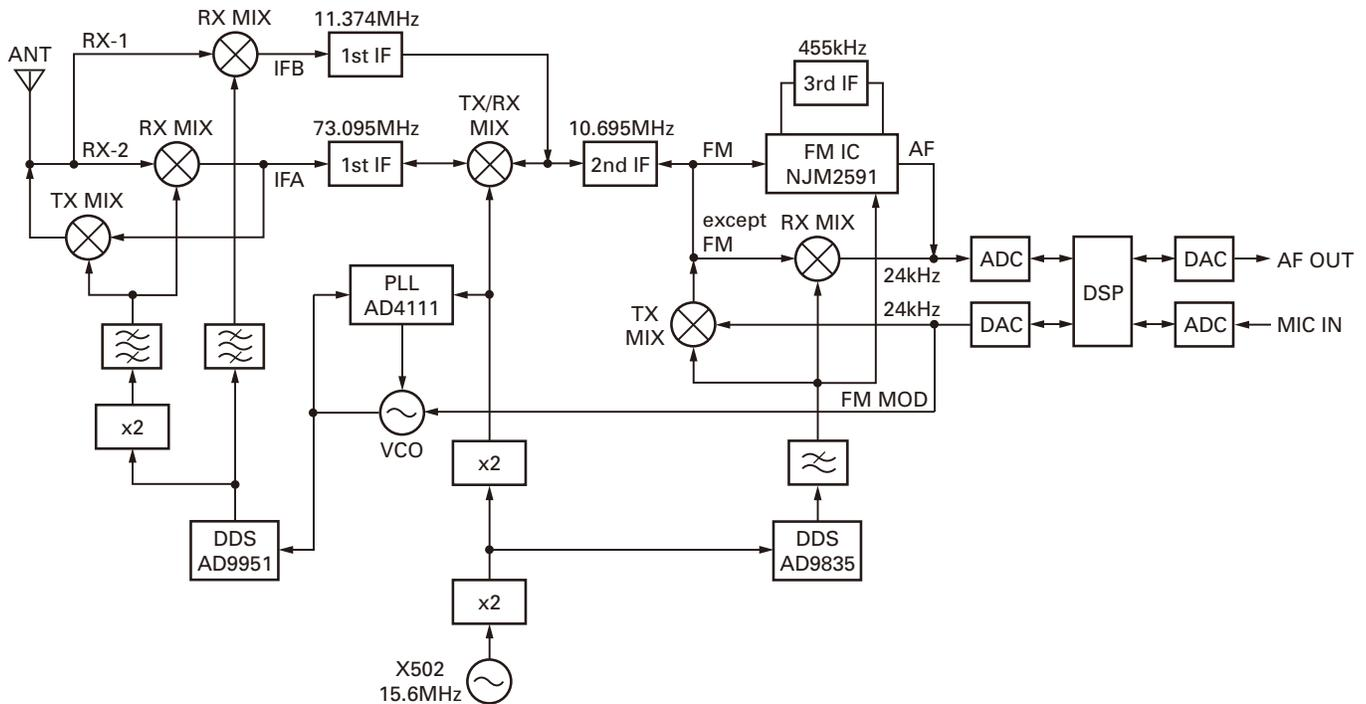 RX MIX
11.374MHz
ANT
RX-1
1st IF
IFB
455kHz
3rd IF
TX/RX
MIX
RX MIX
73.095MHz
10.695MHz
RX-2
1st IF
IFA
2nd IF
FM
FM IC
NJM2591
AF
TX MIX
except
FM
RX MIX
ADC
DAC
AF OUT
24kHz
PLL
AD4111
DSP
TX
MIX
24kHz
DAC
ADC
MIC IN
x2
FM MOD
VCO
x2
DDS
AD9951
DDS
AD9835
x2
X502
15.6MHz